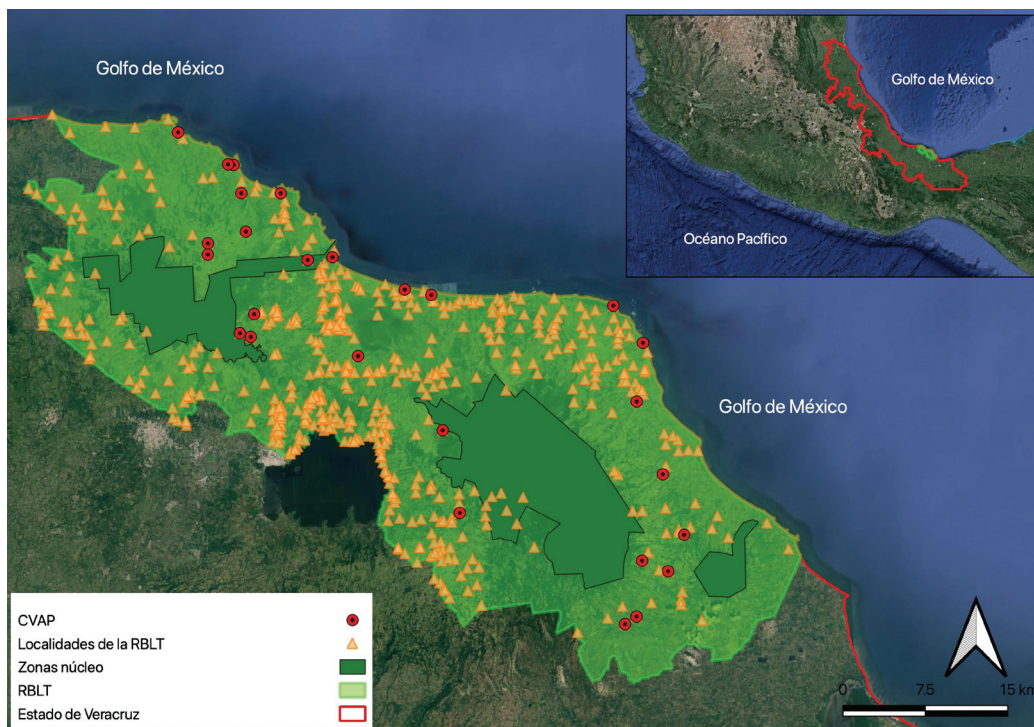 Golfo de México
Golfo de México
Océano Pacífico
Golfo de México
CVAP
Localidades de la RBLT
Zonas núcleo
RBLT
Estado de Veracruz
0 7.5 15 km